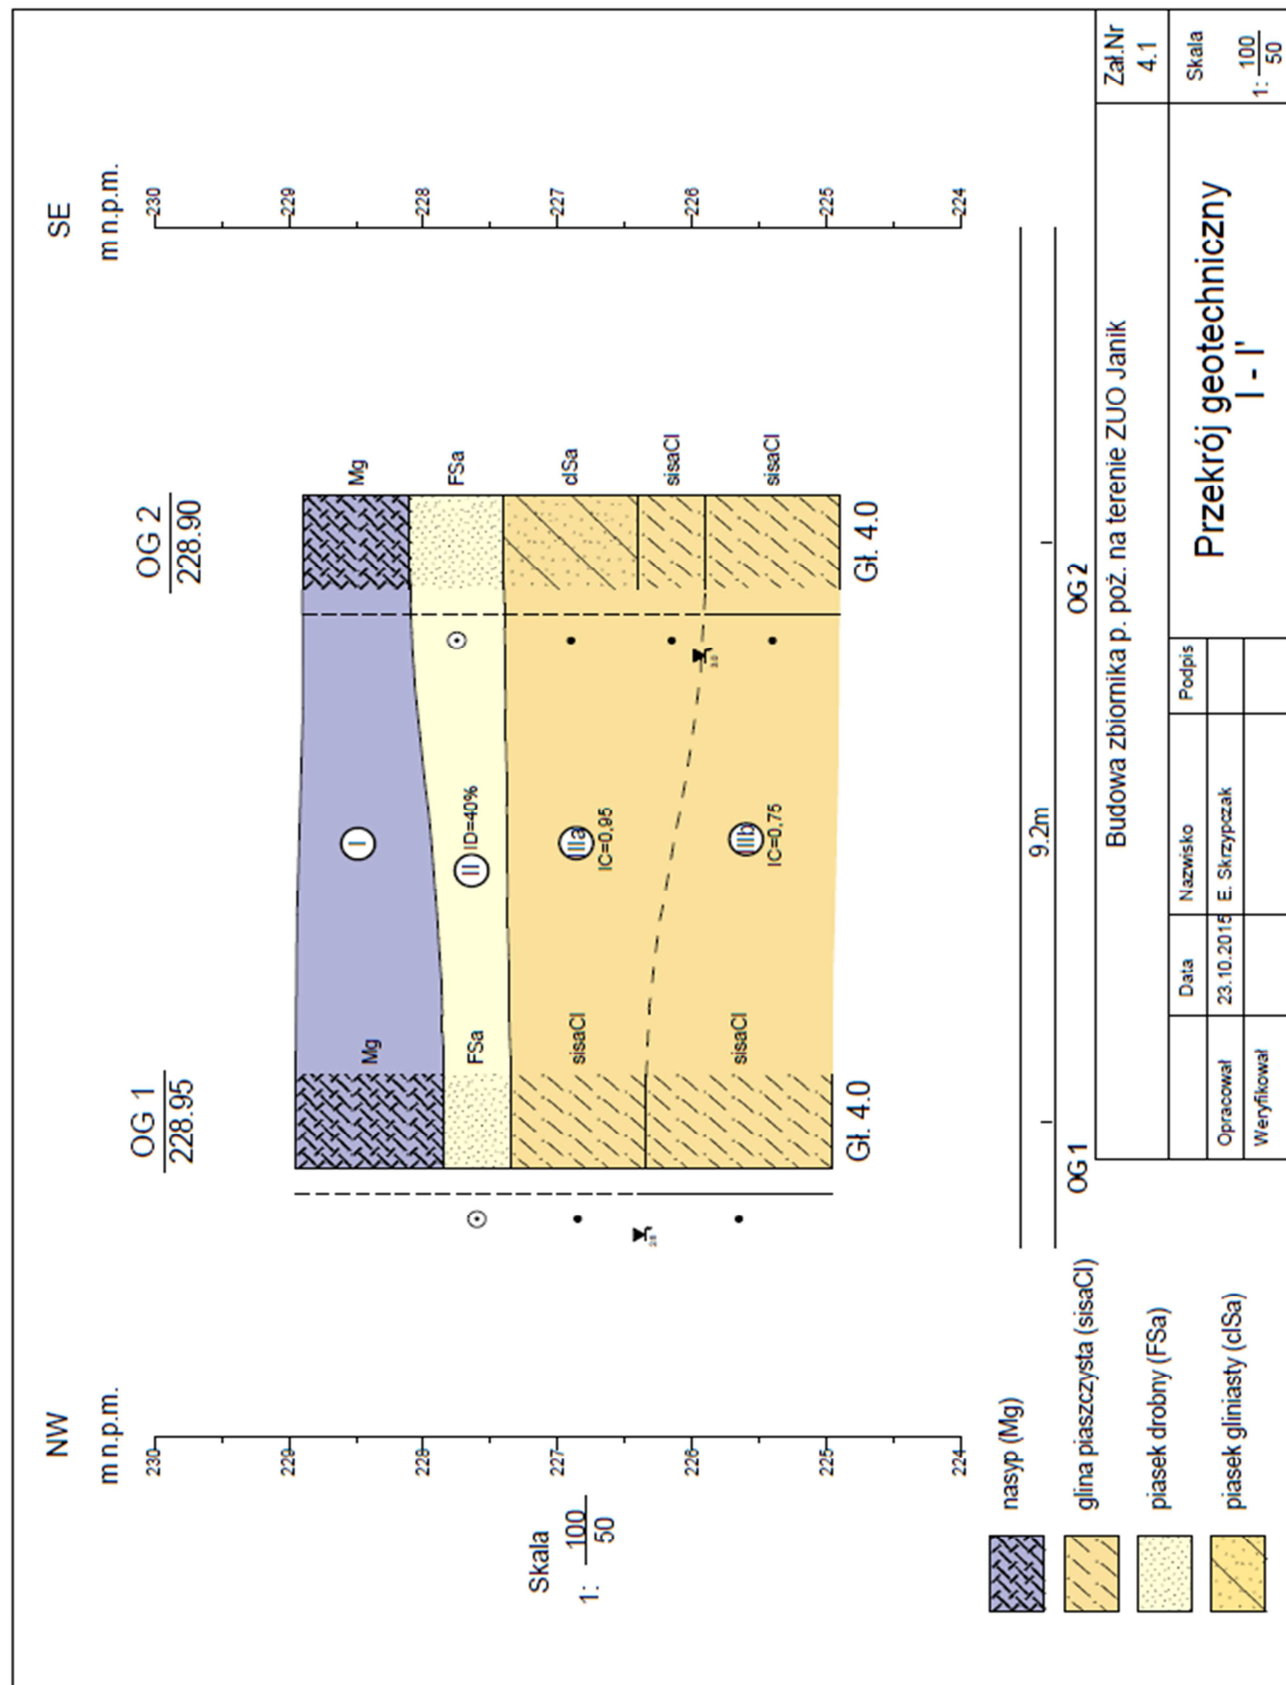 NW
SE
m n.p.m.
m n.p.m.
OG 1
228.95
OG 2
228.90
230
229
228
227
226
225
224
230
229
228
227
226
225
224
Skala
1: 100
50
Mg
FSa
sisaCl
sisaCl
I
II
ID=40%
IIIa
IC=0,95
IIIb
IC=0,75
Mg
FSa
clSa
sisaCl
sisaCl
3.0
Gł. 4.0
Gł. 4.0
nasyp (Mg)
glina piaszczysta (sisaCl)
piasek drobny (FSa)
piasek gliniasty (clSa)
9.2m
OG 1
OG 2
Budowa zbiornika p. poż. na terenie ZUO Janik
Zał.Nr
4.1
Data
Nazwisko
Podpis
Opracował
23.10.2015
E. Skrzypczak
Weryfikował
Przekrój geotechniczny
I - I'
Skala
1: 100
50